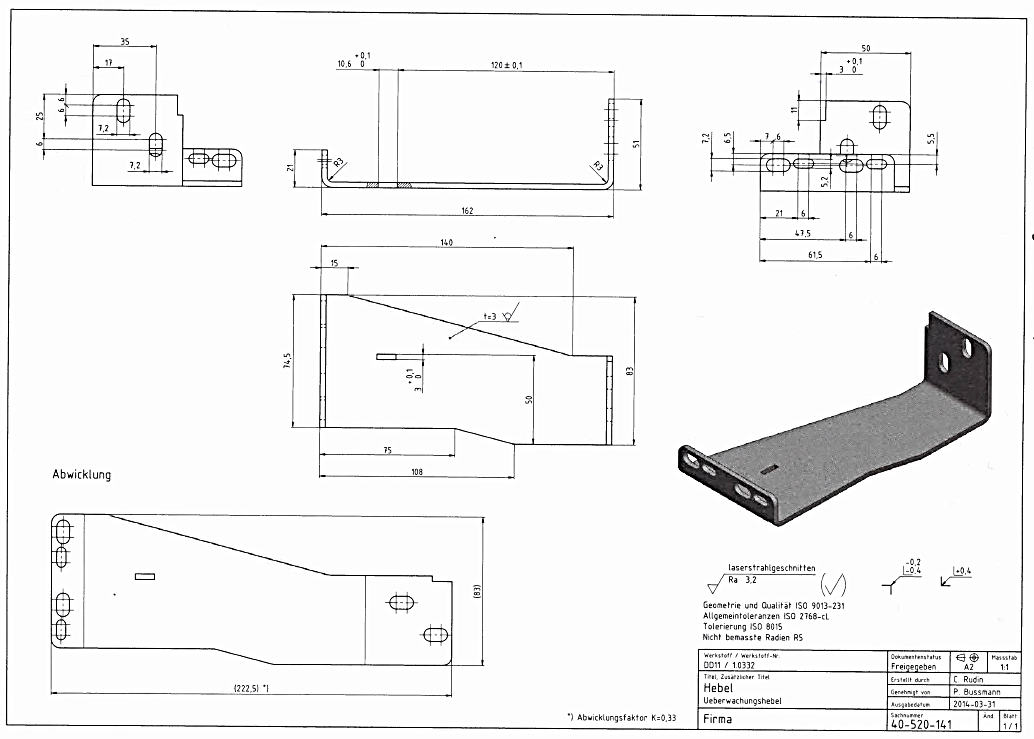 35
17
6
6
25
6
7,2
7,2
10,6 +0,1 0
120±0,1
21
R3
R3
51
162
50
3 +0,1 0
11
7,2
6,5
7
6
5,5
5,2
21
6
47,5
6
61,5
6
140
15
t=3
74,5
3 +0,1 0
50
83
75
108
Abwicklung
(83)
(222,5) *)
*) Abwicklungsfaktor K=0,33
laserstrahlgeschnitten
Ra 3,2
-0,2
-0,4
+0,4
Geometrie und Qualität ISO 9013-231
Allgemeintoleranzen ISO 2768-cL
Tolerierung ISO 8015
Nicht bemasste Radien R5
Werkstoff / Werkstoff-Nr.
DD11 / 1.0332
Dokumentenstatus
Freigegeben
A2
Massstab
1:1
Titel, Zusätzlicher Titel
Hebel
Ueberwachungshebel
Erstellt durch
C. Rudin
Genehmigt von
P. Bussmann
Ausgabedatum
2014-03-31
Firma
Sachnummer
40-520-141
Änd
Blatt
1 / 1